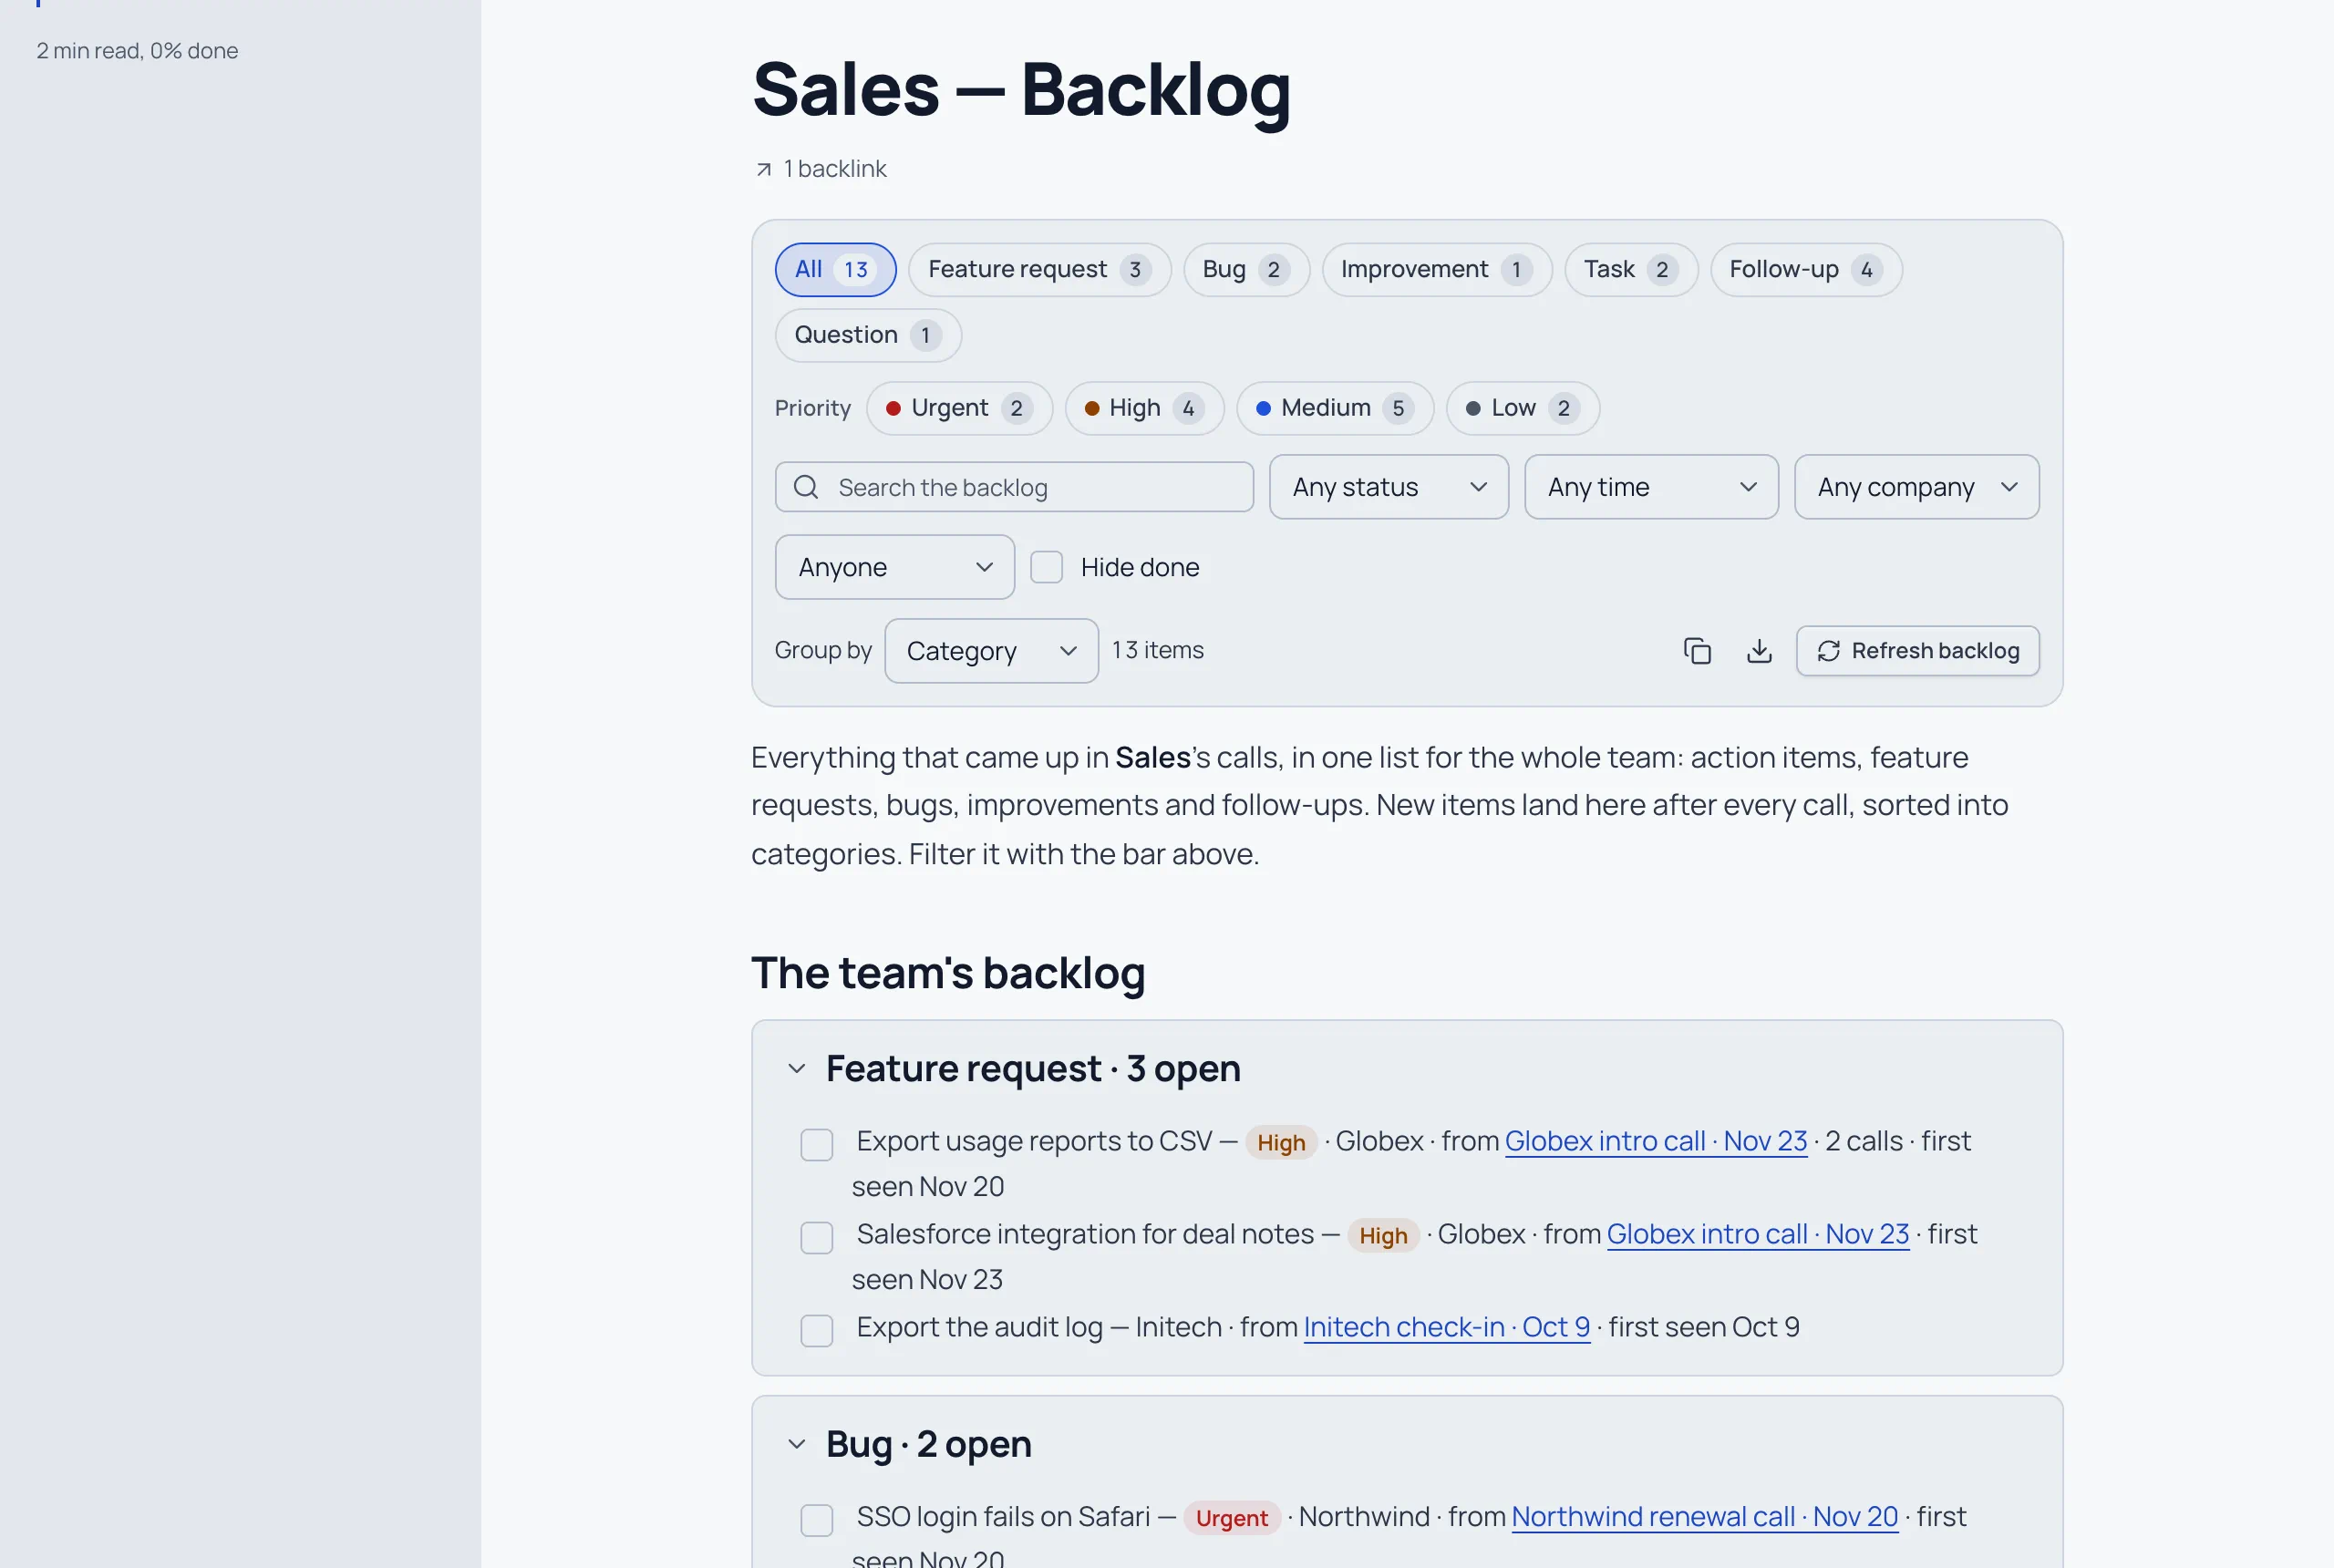 2 min read, 0% done
Sales — Backlog
1 backlink
All 13 Feature request 3 Bug 2 Improvement 1 Task 2 Follow-up 4
Question 1
Priority Urgent 2 High 4 Medium 5 Low 2
Search the backlog Any status Any time Any company
Anyone Hide done
Group by Category 13 items Refresh backlog
Everything that came up in Sales’s calls, in one list for the whole team: action items, feature
requests, bugs, improvements and follow-ups. New items land here after every call, sorted into
categories. Filter it with the bar above.
The team's backlog
Feature request · 3 open
Export usage reports to CSV — High · Globex · from Globex intro call · Nov 23 · 2 calls · first
seen Nov 20
Salesforce integration for deal notes — High · Globex · from Globex intro call · Nov 23 · first
seen Nov 23
Export the audit log — Initech · from Initech check-in · Oct 9 · first seen Oct 9
Bug · 2 open
SSO login fails on Safari — Urgent · Northwind · from Northwind renewal call · Nov 20 · first
seen Nov 20